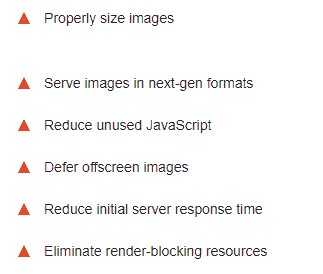 Properly size images
Serve images in next-gen formats
Reduce unused JavaScript
Defer offscreen images
Reduce initial server response time
Eliminate render-blocking resources